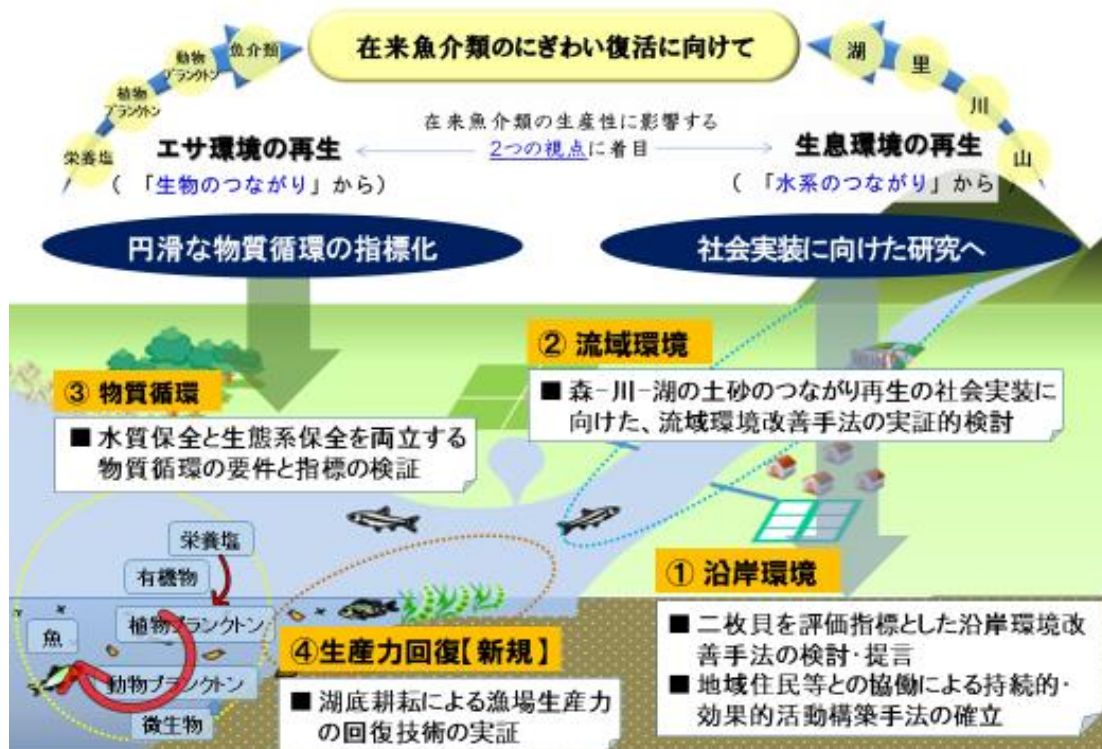 在来魚介類のにぎわい復活に向けて
魚介類
動物
プランクトン
植物
プランクトン
栄養塩
湖
里
川
山
在来魚介類の生産性に影響する
2つの視点に着目
エサ環境の再生
(「生物のつながり」から)
生息環境の再生
(「水系のつながり」から)
円滑な物質循環の指標化
社会実装に向けた研究へ
② 流域環境
■ 森-川-湖の土砂のつながり再生の社会実装に
向けた、流域環境改善手法の実証的検討
③ 物質循環
■ 水質保全と生態系保全を両立する
物質循環の要件と指標の検証
栄養塩
有機物
植物プランクトン
魚
動物プランクトン
微生物
① 沿岸環境
■ 二枚貝を評価指標とした沿岸環境改
善手法の検討・提言
■ 地域住民等との協働による持続的・
効果的活動構築手法の確立
④生産力回復【新規】
■ 湖底耕耘による漁場生産力
の回復技術の実証